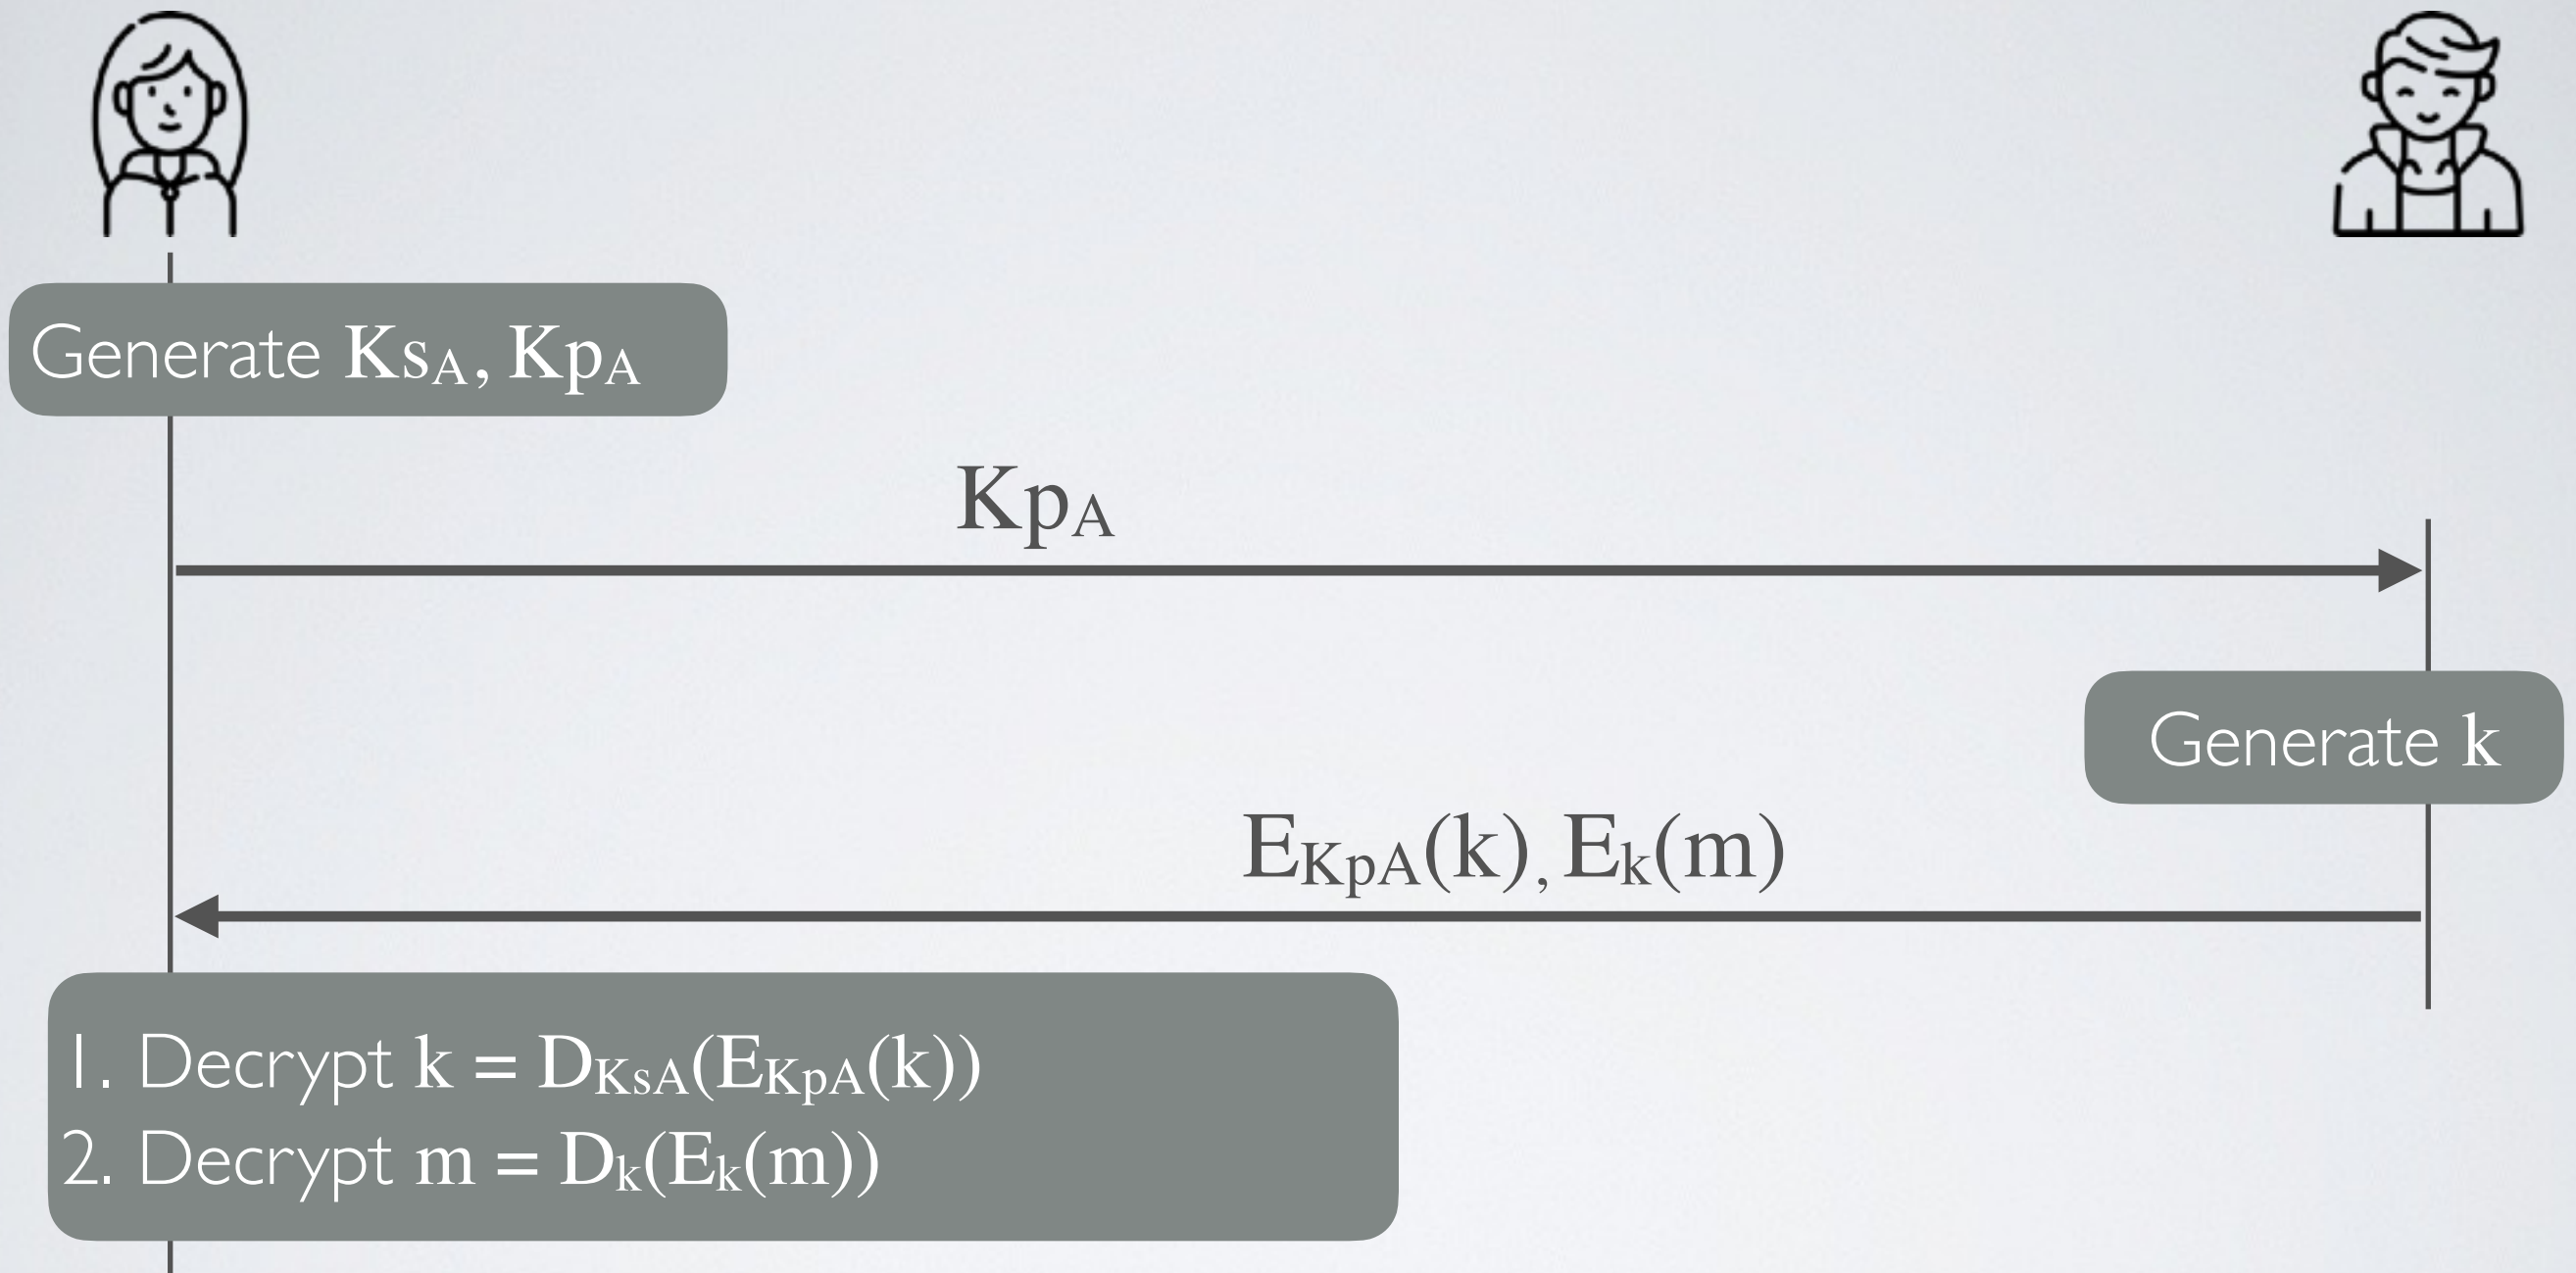 Generate KsA, KpA
KpA
Generate k
EKpA(k), Ek(m)
1. Decrypt k = DKsA(EKpA(k))
2. Decrypt m = Dk(Ek(m))